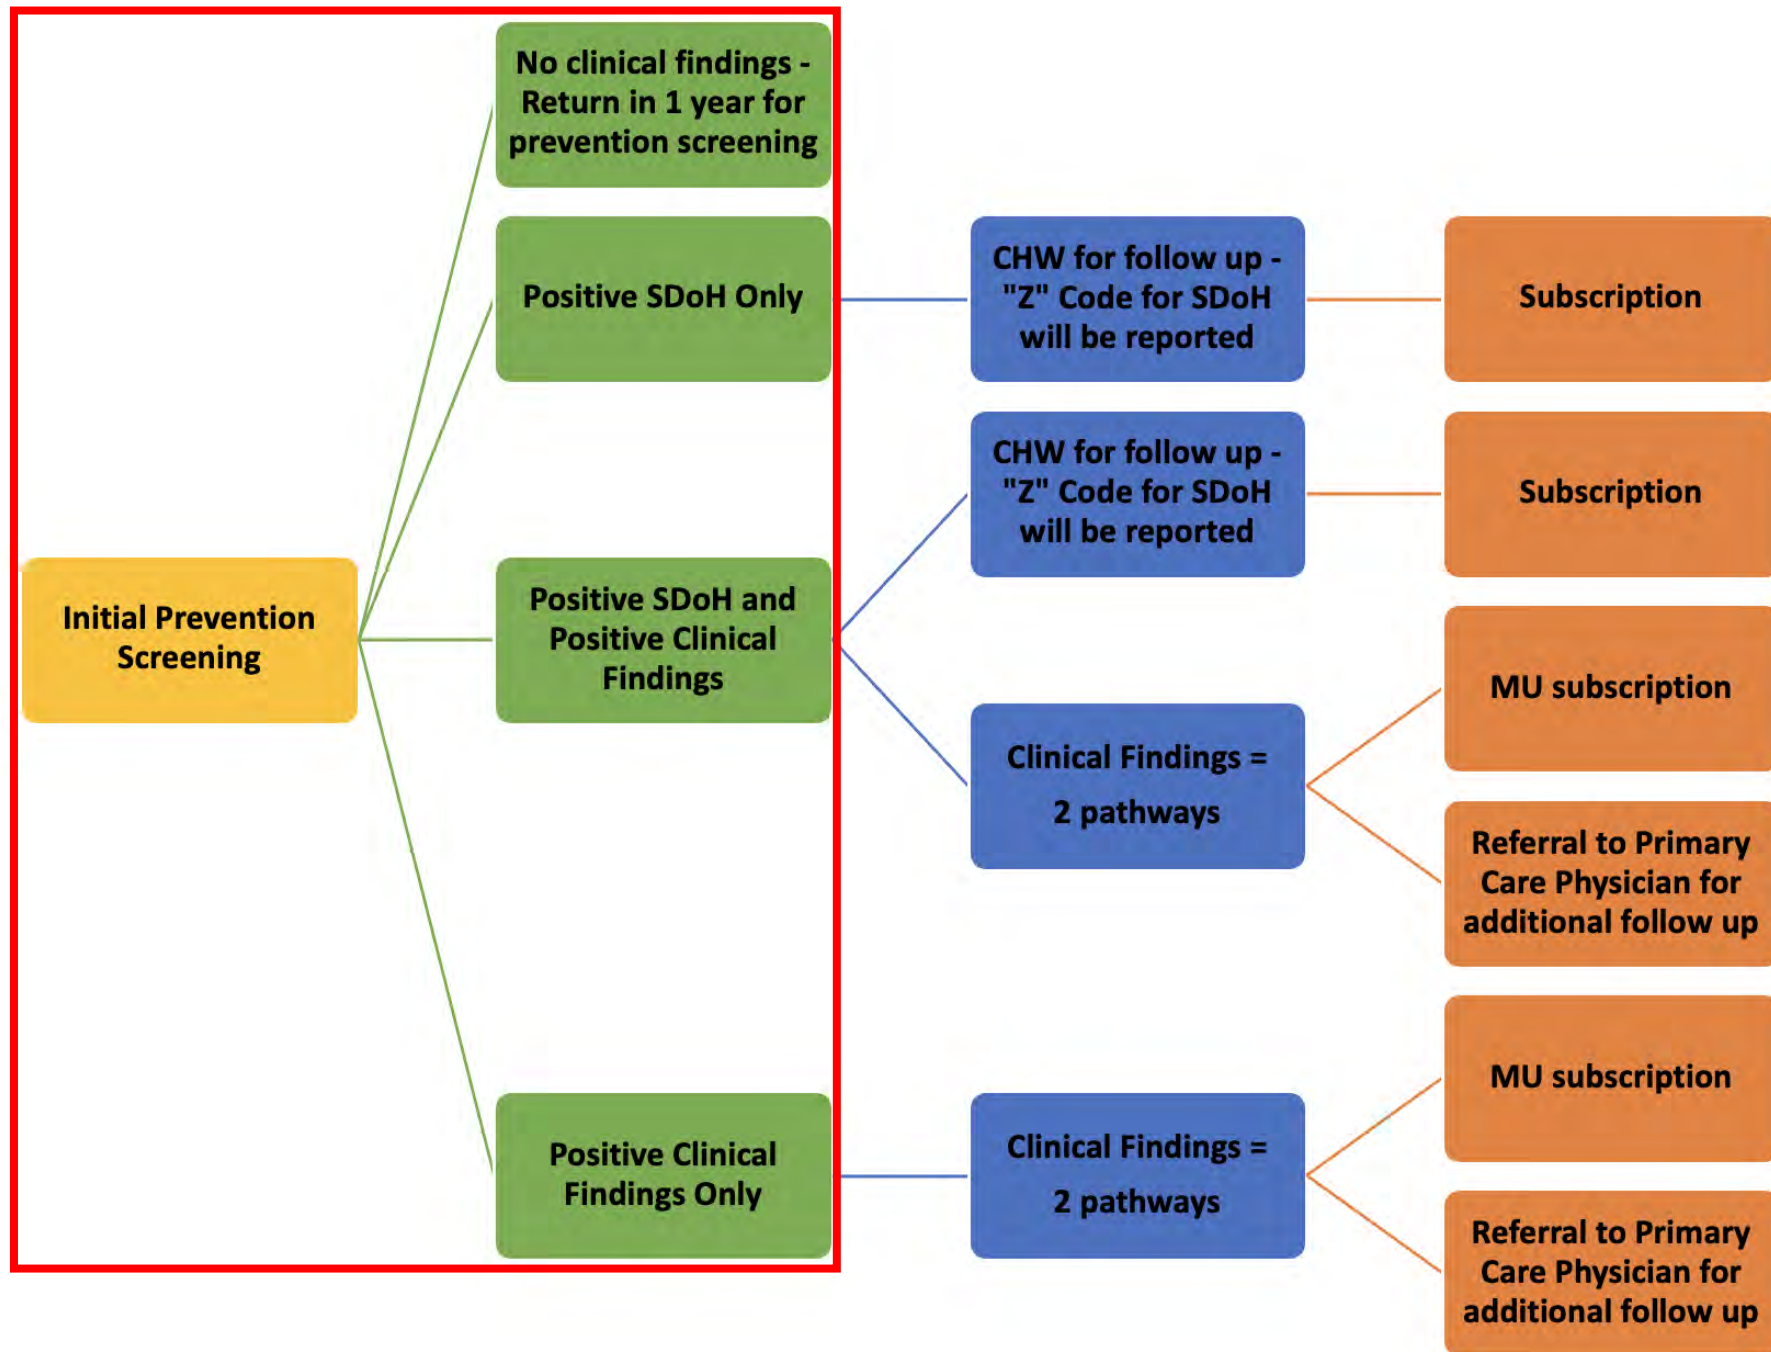 No clinical findings -
Return in 1 year for
prevention screening
Positive SDoH Only
CHW for follow up -
"Z" Code for SDoH
will be reported
Subscription
CHW for follow up -
"Z" Code for SDoH
will be reported
Subscription
Initial Prevention
Screening
Positive SDoH and
Positive Clinical
Findings
MU subscription
Clinical Findings =
2 pathways
Referral to Primary
Care Physician for
additional follow up
MU subscription
Positive Clinical
Findings Only
Clinical Findings =
2 pathways
Referral to Primary
Care Physician for
additional follow up